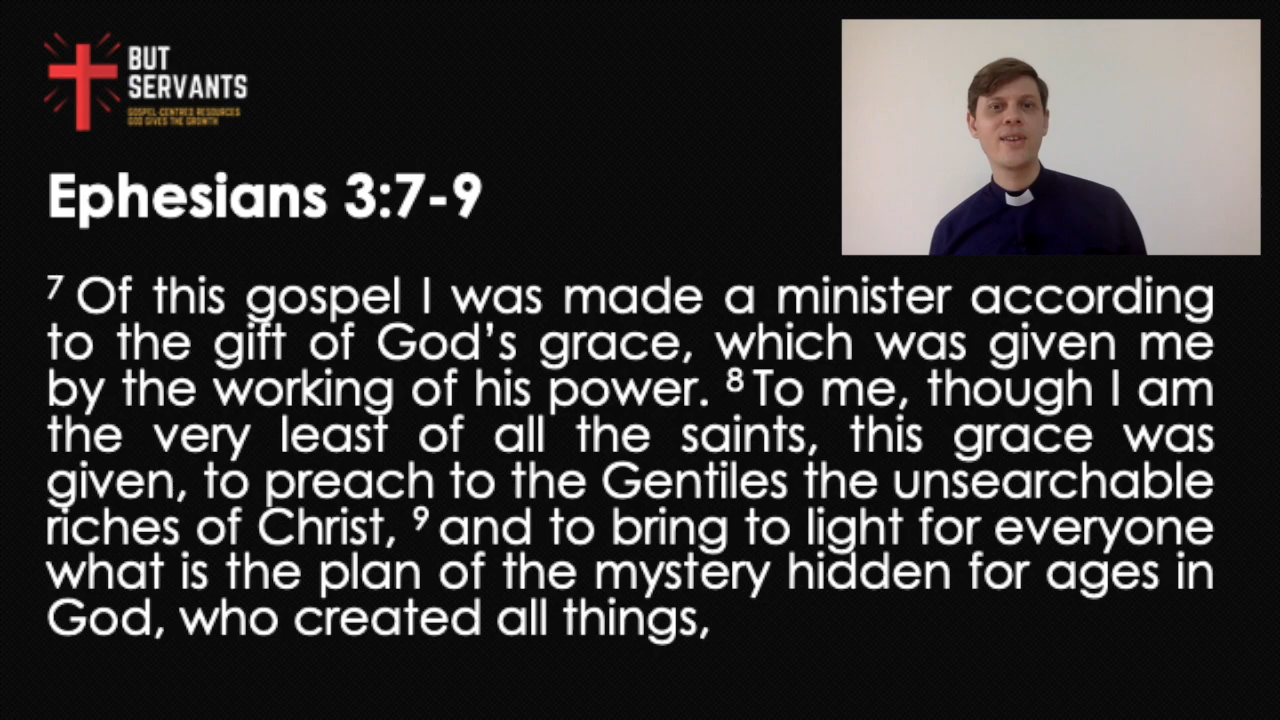 BUT
SERVANTS
GOSPEL-CENTRED RESOURCES
GOD GIVES THE GROWTH
Ephesians 3:7-9
7 Of this gospel I was made a minister according
to the gift of God’s grace, which was given me
by the working of his power. 8 To me, though I am
the very least of all the saints, this grace was
given, to preach to the Gentiles the unsearchable
riches of Christ, 9 and to bring to light for everyone
what is the plan of the mystery hidden for ages in
God, who created all things,